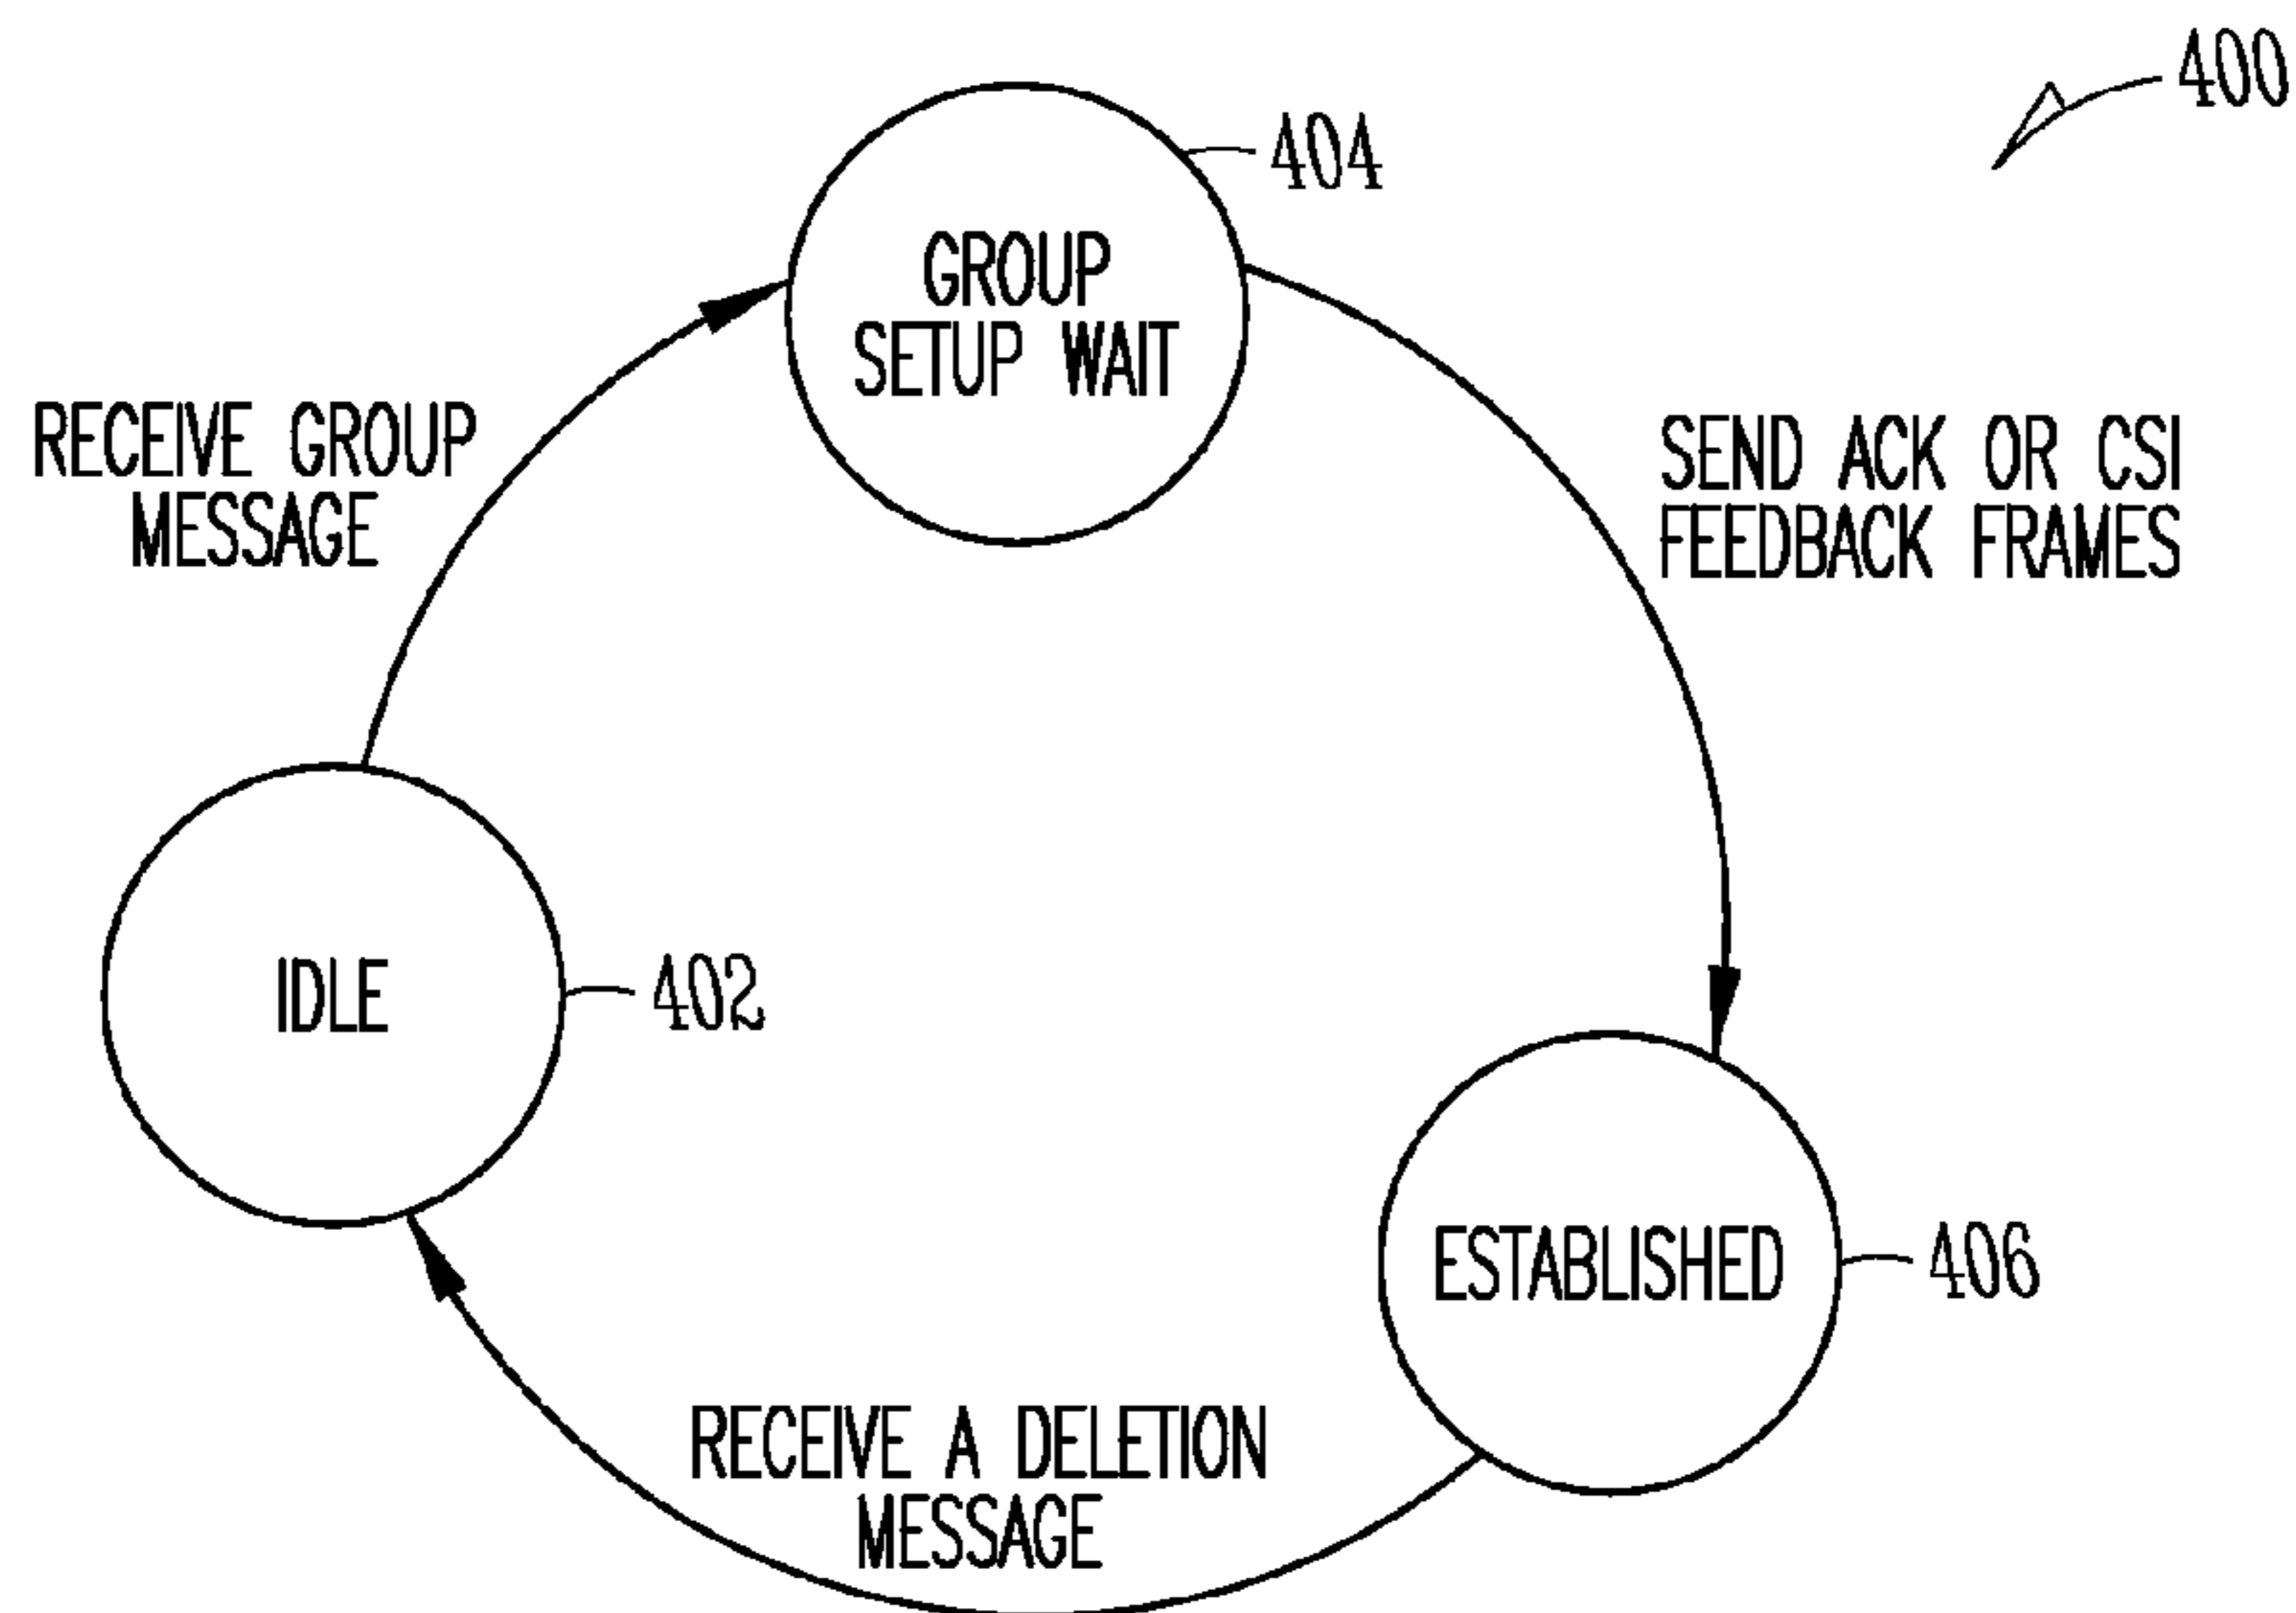 400
404
GROUP
SETUP WAIT
RECEIVE GROUP
MESSAGE
SEND ACK OR CSI
FEEDBACK FRAMES
IDLE
402
ESTABLISHED
406
RECEIVE A DELETION
MESSAGE